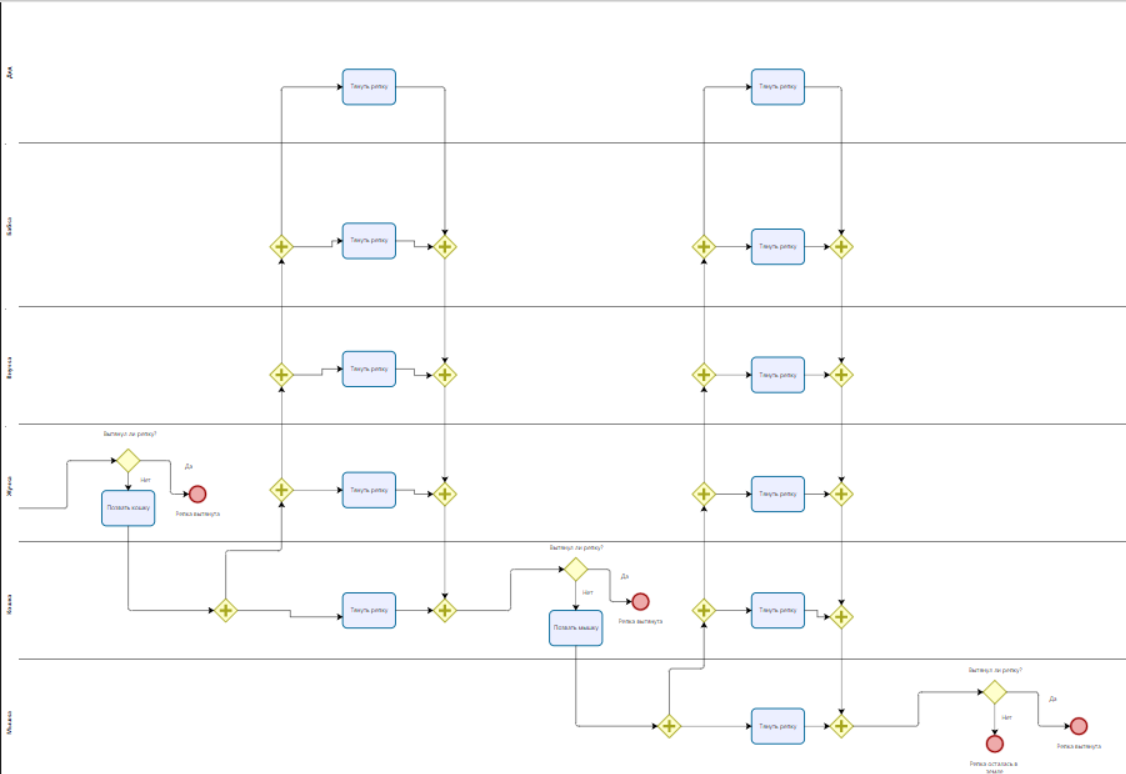 Дед
Тянуть репку
Тянуть репку
Бабка
Тянуть репку
Тянуть репку
Внучка
Тянуть репку
Тянуть репку
Жучка
Вытянул ли репку?
Да
Нет
Позвать кошку
Репка вытянута
Тянуть репку
Тянуть репку
Кошка
Тянуть репку
Вытянул ли репку?
Да
Нет
Позвать мышку
Репка вытянута
Тянуть репку
Мышка
Тянуть репку
Вытянул ли репку?
Да
Нет
Репка вытянута
Репка осталась в
земле